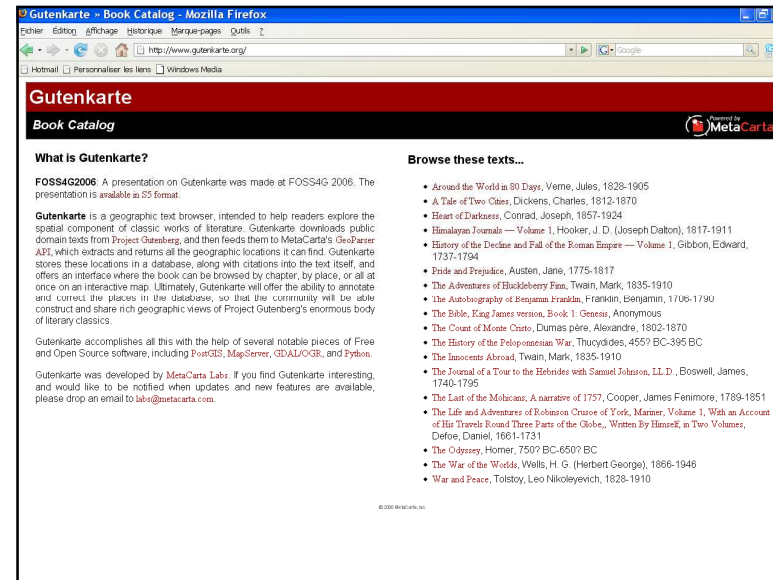 Gutenkarte » Book Catalog - Mozilla Firefox
Fichier Édition Affichage Historique Marque-pages Outils ?
http://www.gutenkarte.org/
Google
Hotmail Personnaliser les liens Windows Media
Gutenkarte
Book Catalog
Powered by
MetaCarta
What is Gutenkarte?
FOSS4G2006: A presentation on Gutenkarte was made at FOSS4G 2006. The
presentation is available in S5 format.
Gutenkarte is a geographic text browser, intended to help readers explore the
spatial component of classic works of literature. Gutenkarte downloads public
domain texts from Project Gutenberg, and then feeds them to MetaCarta's GeoParser
API, which extracts and returns all the geographic locations it can find. Gutenkarte
stores these locations in a database, along with citations into the text itself, and
offers an interface where the book can be browsed by chapter, by place, or all at
once on an interactive map. Ultimately, Gutenkarte will offer the ability to annotate
and correct the places in the database, so that the community will be able
construct and share rich geographic views of Project Gutenberg's enormous body
of literary classics.
Gutenkarte accomplishes all this with the help of several notable pieces of Free
and Open Source software, including PostGIS, MapServer, GDAL/OGR, and Python.
Gutenkarte was developed by MetaCarta Labs. If you find Gutenkarte interesting,
and would like to be notified when updates and new features are available,
please drop an email to labs@metacarta.com.
Browse these texts...
Around the World in 80 Days, Verne, Jules, 1828-1905
A Tale of Two Cities, Dickens, Charles, 1812-1870
Heart of Darkness, Conrad, Joseph, 1857-1924
Himalayan Journals — Volume 1, Hooker, J. D. (Joseph Dalton), 1817-1911
History of the Decline and Fall of the Roman Empire — Volume 1, Gibbon, Edward,
1737-1794
Pride and Prejudice, Austen, Jane, 1775-1817
The Adventures of Huckleberry Finn, Twain, Mark, 1835-1910
The Autobiography of Benjamin Franklin, Franklin, Benjamin, 1706-1790
The Bible, King James version, Book 1: Genesis, Anonymous
The Count of Monte Cristo, Dumas père, Alexandre, 1802-1870
The History of the Peloponnesian War, Thucydides, 455? BC-395 BC
The Innocents Abroad, Twain, Mark, 1835-1910
The Journal of a Tour to the Hebrides with Samuel Johnson, LL.D., Boswell, James,
1740-1795
The Last of the Mohicans; A narrative of 1757, Cooper, James Fenimore, 1789-1851
The Life and Adventures of Robinson Crusoe of York, Mariner, Volume 1, With an Account
of His Travels Round Three Parts of the Globe,, Written By Himself, in Two Volumes,
Defoe, Daniel, 1661-1731
The Odyssey, Homer, 750? BC-650? BC
The War of the Worlds, Wells, H. G. (Herbert George), 1866-1946
War and Peace, Tolstoy, Leo Nikoleyevich, 1828-1910
© 2006 MetaCarta, Inc.